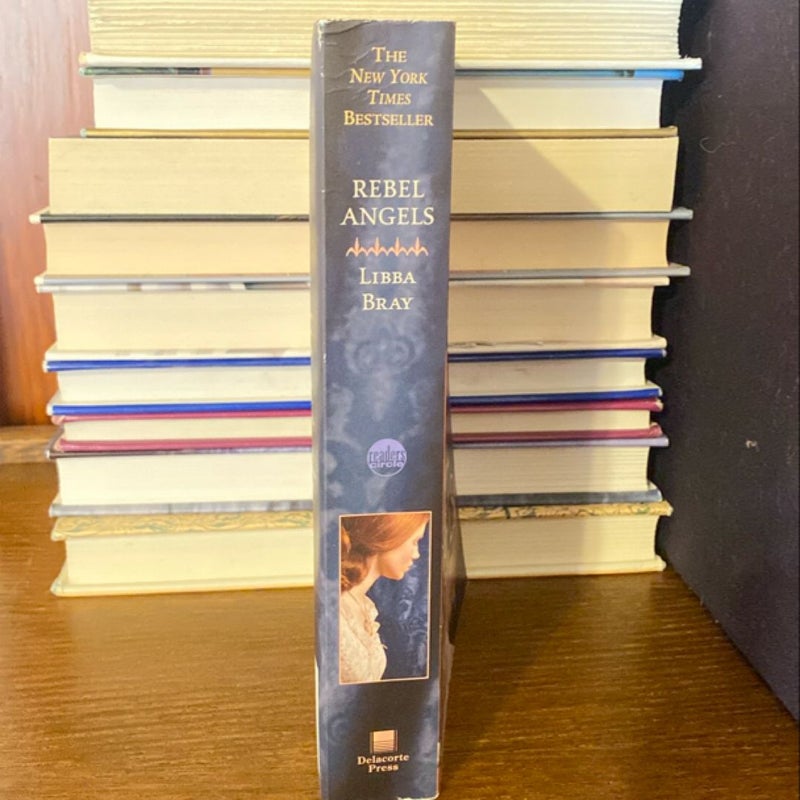 THE
NEW YORK
TIMES
BESTSELLER
REBEL
ANGELS
LIBBA
BRAY
readers
circle
Delacorte
Press